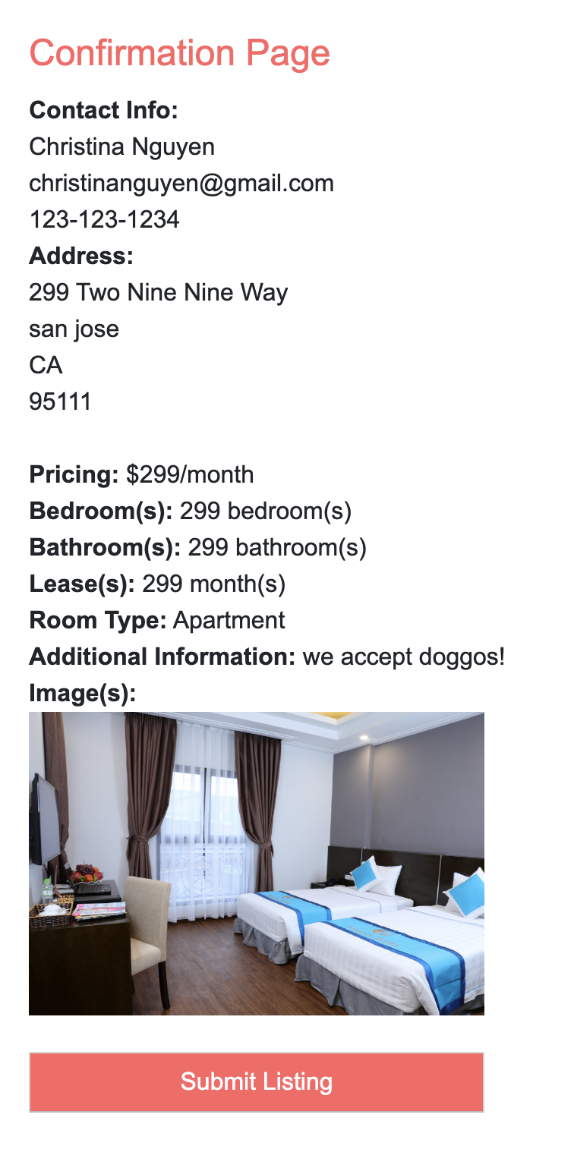 Confirmation Page
Contact Info:
Christina Nguyen
christinanguyen@gmail.com
123-123-1234
Address:
299 Two Nine Nine Way
san jose
CA
95111
Pricing: $299/month
Bedroom(s): 299 bedroom(s)
Bathroom(s): 299 bathroom(s)
Lease(s): 299 month(s)
Room Type: Apartment
Additional Information: we accept doggos!
Image(s):
Submit Listing